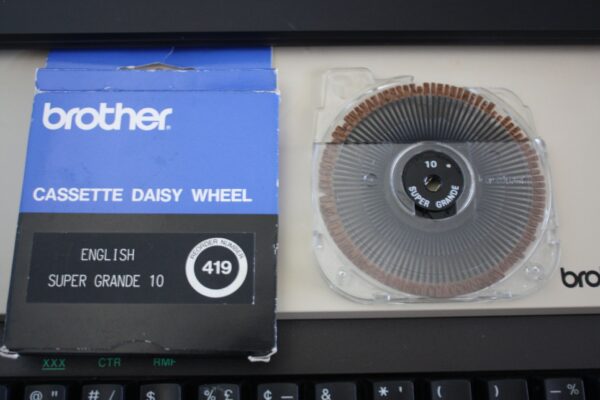 brother
CASSETTE DAISY WHEEL
ENGLISH
SUPER GRANDE 10
REORDER NUMBER
419
10
SUPER GRANDE
bro
XXX CTR RMF
@ " # / $ % £ ¢ & * ' ( ) — %